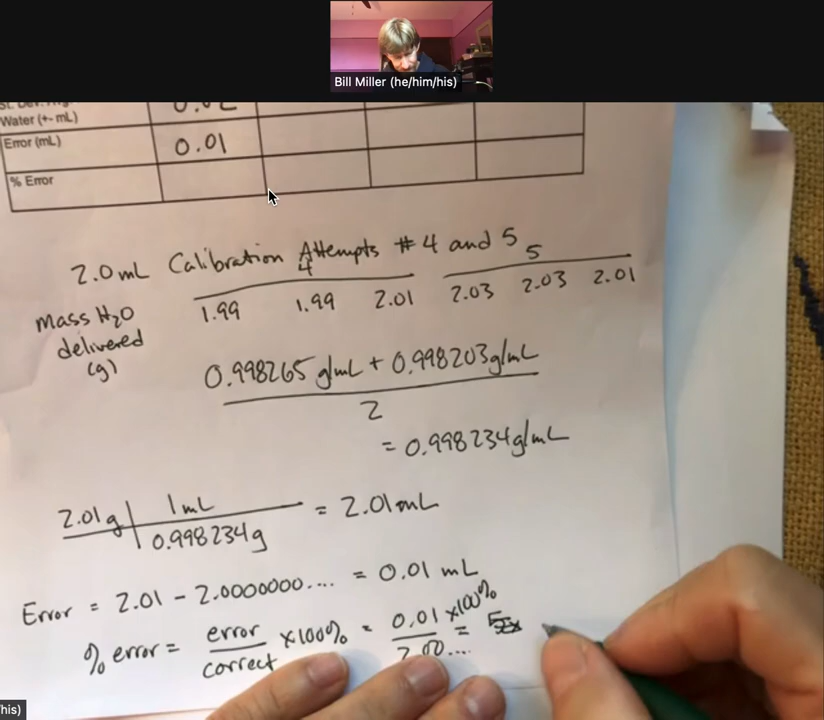 Bill Miller (he/him/his)
Water (+- mL)
Error (mL) 0.01
% Error
2.0 mL Calibration Attempts #4 and 5
4 5
Mass H2O delivered (g) 1.99 1.99 2.01 2.03 2.03 2.01
0.998265 g/mL + 0.998203 g/mL
2
= 0.998234 g/mL
2.01 g | 1 mL = 2.01 mL
0.998234 g
Error = 2.01 - 2.0000000.... = 0.01 mL
% error = error x100% = 0.01 x100% =
correct 2.00....
his)